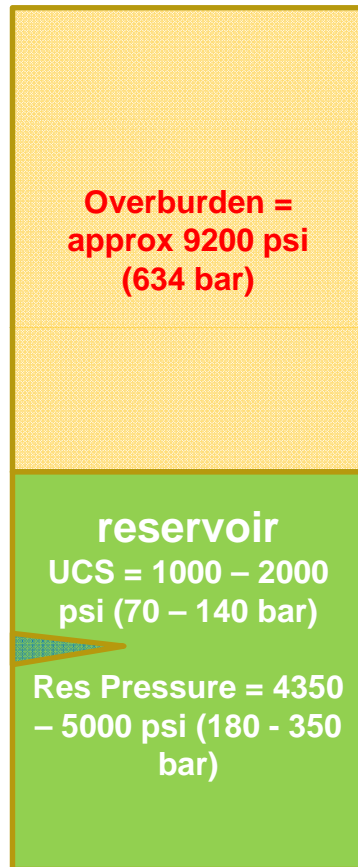 Overburden =
approx 9200 psi
(634 bar)
reservoir
UCS = 1000 – 2000
psi (70 – 140 bar)
Res Pressure = 4350
– 5000 psi (180 - 350
bar)